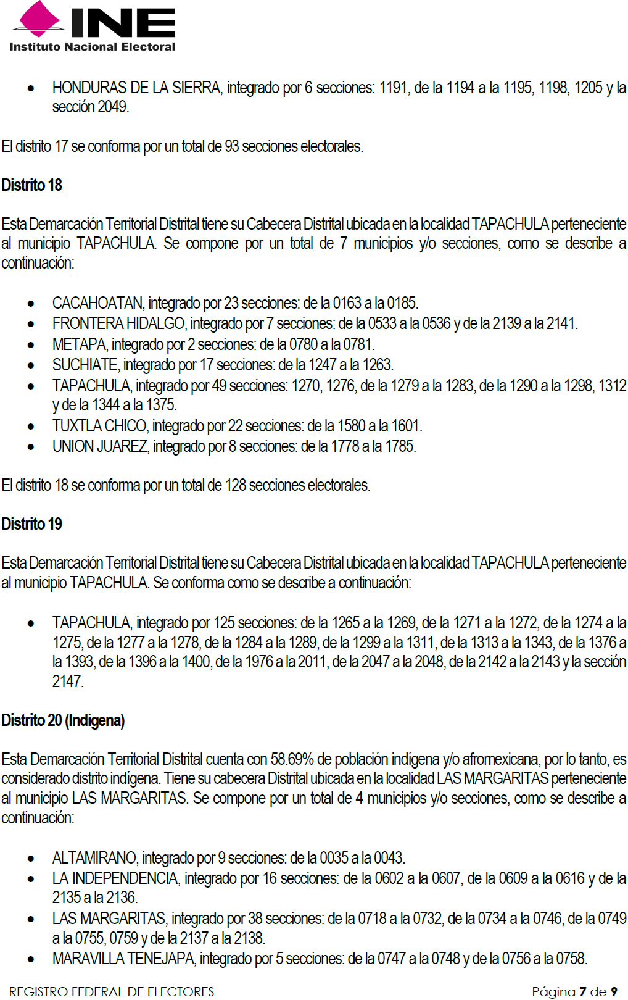 INE
Instituto Nacional Electoral
• HONDURAS DE LA SIERRA, integrado por 6 secciones: 1191, de la 1194 a la 1195, 1198, 1205 y la
sección 2049.
El distrito 17 se conforma por un total de 93 secciones electorales.
Distrito 18
Esta Demarcación Territorial Distrital tiene su Cabecera Distrital ubicada en la localidad TAPACHULA perteneciente
al municipio TAPACHULA. Se compone por un total de 7 municipios y/o secciones, como se describe a
continuación:
• CACAHOATAN, integrado por 23 secciones: de la 0163 a la 0185.
• FRONTERA HIDALGO, integrado por 7 secciones: de la 0533 a la 0536 y de la 2139 a la 2141.
• METAPA, integrado por 2 secciones: de la 0780 a la 0781.
• SUCHIATE, integrado por 17 secciones: de la 1247 a la 1263.
• TAPACHULA, integrado por 49 secciones: 1270, 1276, de la 1279 a la 1283, de la 1290 a la 1298, 1312
y de la 1344 a la 1375.
• TUXTLA CHICO, integrado por 22 secciones: de la 1580 a la 1601.
• UNION JUAREZ, integrado por 8 secciones: de la 1778 a la 1785.
El distrito 18 se conforma por un total de 128 secciones electorales.
Distrito 19
Esta Demarcación Territorial Distrital tiene su Cabecera Distrital ubicada en la localidad TAPACHULA perteneciente
al municipio TAPACHULA. Se conforma como se describe a continuación:
• TAPACHULA, integrado por 125 secciones: de la 1265 a la 1269, de la 1271 a la 1272, de la 1274 a la
1275, de la 1277 a la 1278, de la 1284 a la 1289, de la 1299 a la 1311, de la 1313 a la 1343, de la 1376 a
la 1393, de la 1396 a la 1400, de la 1976 a la 2011, de la 2047 a la 2048, de la 2142 a la 2143 y la sección
2147.
Distrito 20 (Indígena)
Esta Demarcación Territorial Distrital cuenta con 58.69% de población indígena y/o afromexicana, por lo tanto, es
considerado distrito indígena. Tiene su cabecera Distrital ubicada en la localidad LAS MARGARITAS perteneciente
al municipio LAS MARGARITAS. Se compone por un total de 4 municipios y/o secciones, como se describe a
continuación:
• ALTAMIRANO, integrado por 9 secciones: de la 0035 a la 0043.
• LA INDEPENDENCIA, integrado por 16 secciones: de la 0602 a la 0607, de la 0609 a la 0616 y de la
2135 a la 2136.
• LAS MARGARITAS, integrado por 38 secciones: de la 0718 a la 0732, de la 0734 a la 0746, de la 0749
a la 0755, 0759 y de la 2137 a la 2138.
• MARAVILLA TENEJAPA, integrado por 5 secciones: de la 0747 a la 0748 y de la 0756 a la 0758.
REGISTRO FEDERAL DE ELECTORES Página 7 de 9